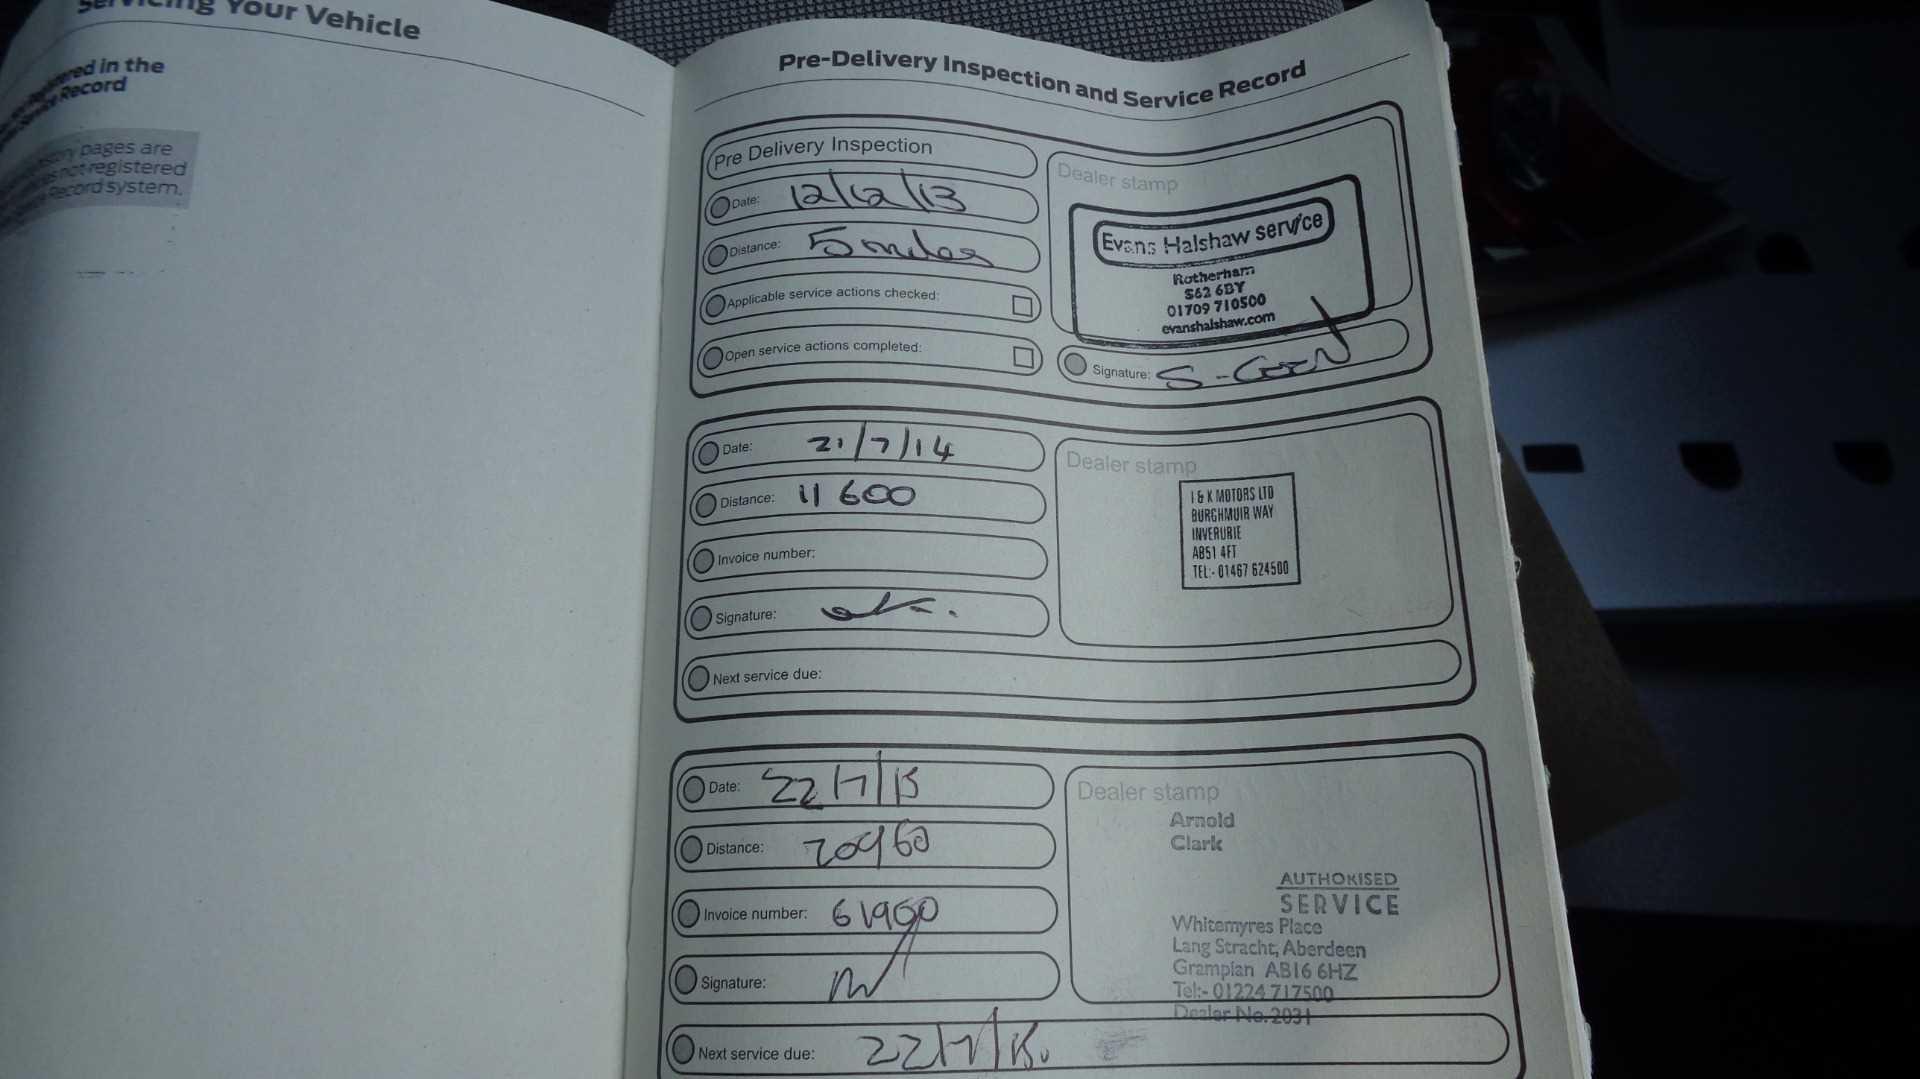 Servicing Your Vehicle
registered in the
Service Record
history pages are
not registered
Record system.
Pre-Delivery Inspection and Service Record
Pre Delivery Inspection
Date: 12/12/13
Distance: 5 miles
Applicable service actions checked:
Open service actions completed:
Dealer stamp
Evans Halshaw service
Rotherham
S62 6BY
01709 710500
evanshalshaw.com
Signature:
Date: 21/7/14
Distance: 11 600
Invoice number:
Signature:
Next service due:
Dealer stamp
I & K MOTORS LTD
BURGHMUIR WAY
INVERURIE
AB51 4FT
TEL:- 01467 624500
Date: 22/7/15
Distance: 20960
Invoice number: 61960
Signature:
Next service due:
Dealer stamp
Arnold
Clark
AUTHORISED
SERVICE
Whitemyres Place
Lang Stracht, Aberdeen
Grampian AB16 6HZ
Tel:- 01224 717500
Dealer No. 2031